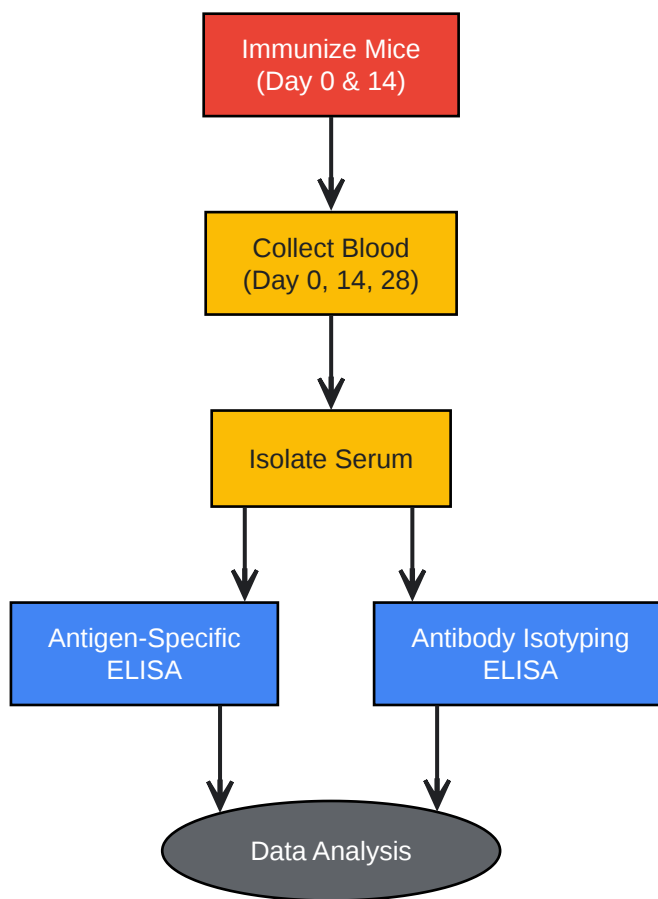 Immunize Mice
(Day 0 & 14)
Collect Blood
(Day 0, 14, 28)
Isolate Serum
Antigen-Specific
ELISA
Antibody Isotyping
ELISA
Data Analysis